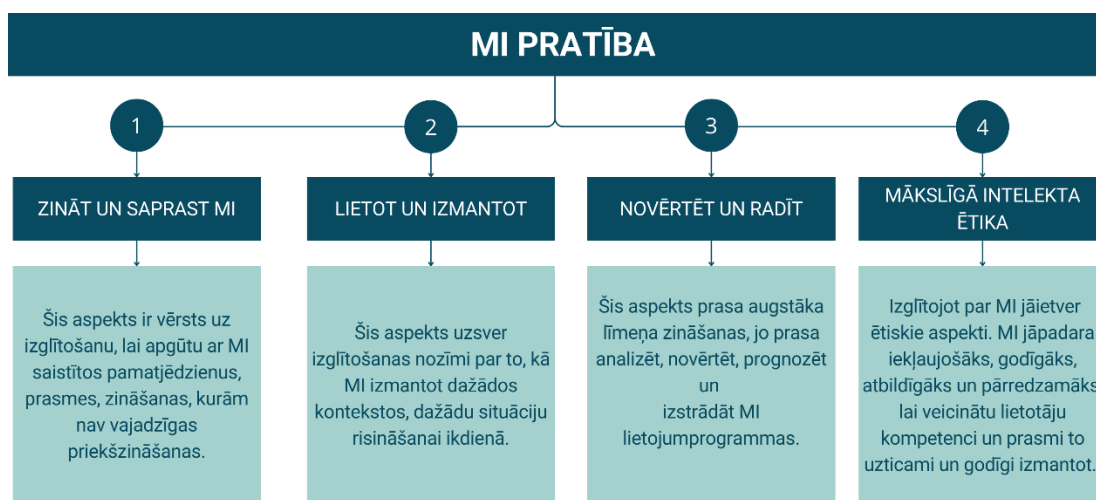 MI PRATĪBA
1
2
3
4
ZINĀT UN SAPRAST MI
LIETOT UN IZMANTOT
NOVĒRTĒT UN RADĪT
MĀKSLĪGĀ INTELEKTA
ĒTIKA
Šis aspekts ir vērsts uz
izglītošanu, lai apgūtu ar MI
saistītos pamatjēdzienus,
prasmes, zināšanas, kurām
nav vajadzīgas
priekšzināšanas.
Šis aspekts uzsver
izglītošanas nozīmi par to, kā
MI izmantot dažādos
kontekstos, dažādu situāciju
risināšanai ikdienā.
Šis aspekts prasa augstāka
līmeņa zināšanas, jo prasa
analizēt, novērtēt, prognozēt
un
izstrādāt MI
lietojumprogrammas.
Izglītojot par MI jāietver
ētiskie aspekti. MI jāpadara
iekļaujošāks, godīgāks,
atbildīgāks un pārredzamāks
lai veicinātu lietotāju
kompetenci un prasmi to
uzticami un godīgi izmantot.